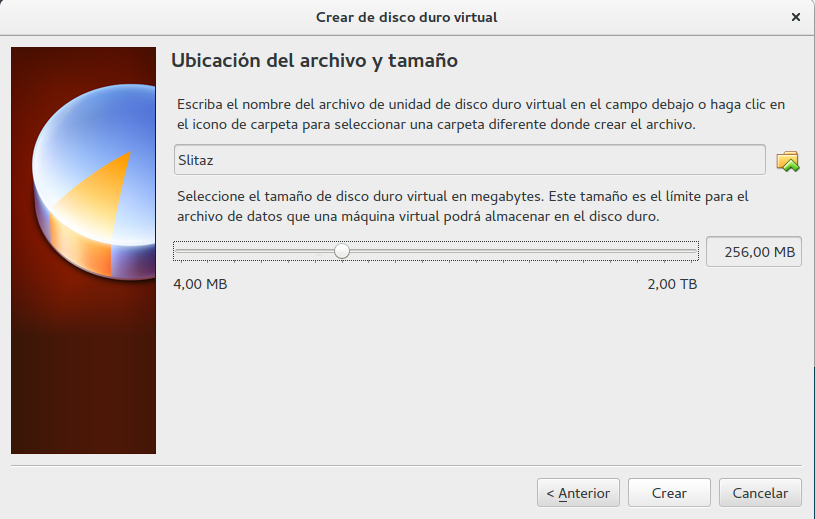 Crear de disco duro virtual
Ubicación del archivo y tamaño
Escriba el nombre del archivo de unidad de disco duro virtual en el campo debajo o haga clic en
el icono de carpeta para seleccionar una carpeta diferente donde crear el archivo.
Slitaz
Seleccione el tamaño de disco duro virtual en megabytes. Este tamaño es el límite para el
archivo de datos que una máquina virtual podrá almacenar en el disco duro.
256,00 MB
4,00 MB 2,00 TB
< Anterior Crear Cancelar